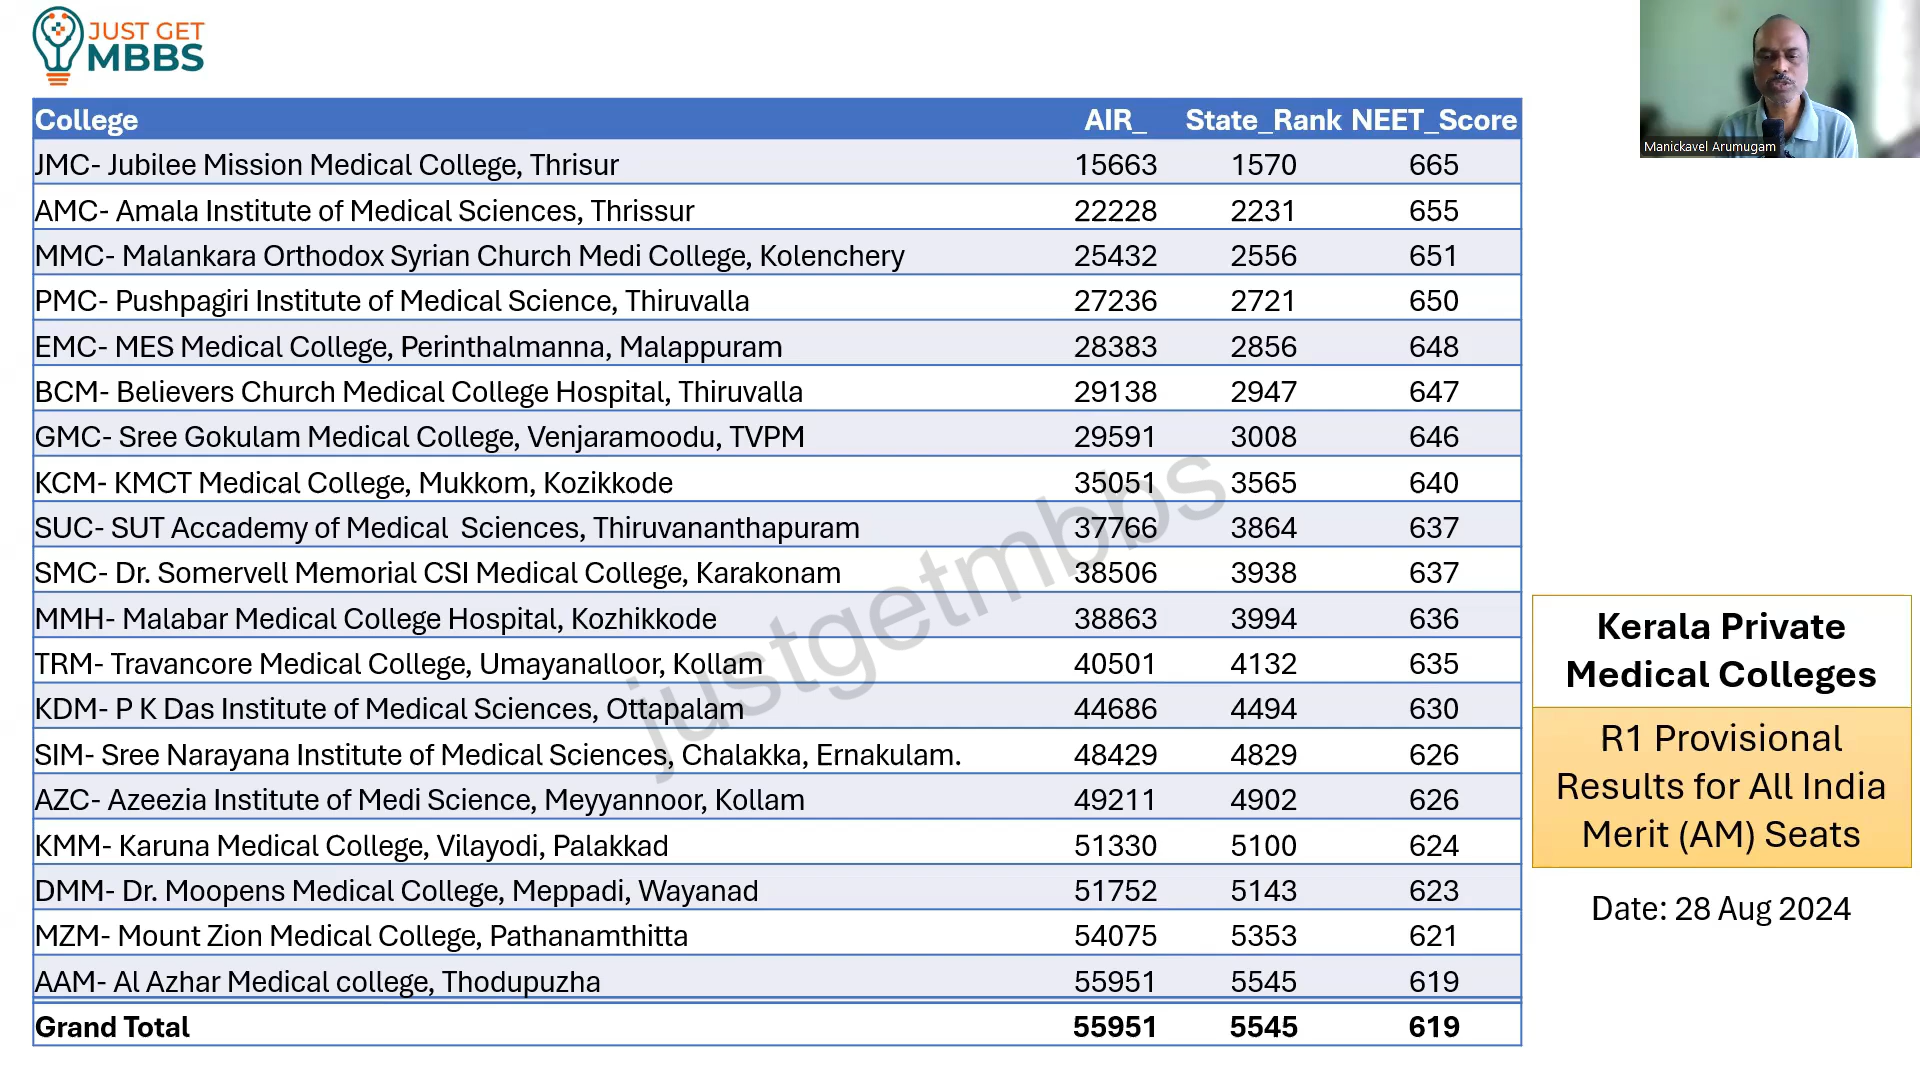 JUST GET
MBBS
Manickavel Arumugam
College AIR_ State_Rank NEET_Score
JMC- Jubilee Mission Medical College, Thrisur 15663 1570 665
AMC- Amala Institute of Medical Sciences, Thrissur 22228 2231 655
MMC- Malankara Orthodox Syrian Church Medi College, Kolenchery 25432 2556 651
PMC- Pushpagiri Institute of Medical Science, Thiruvalla 27236 2721 650
EMC- MES Medical College, Perinthalmanna, Malappuram 28383 2856 648
BCM- Believers Church Medical College Hospital, Thiruvalla 29138 2947 647
GMC- Sree Gokulam Medical College, Venjaramoodu, TVPM 29591 3008 646
KCM- KMCT Medical College, Mukkom, Kozikkode 35051 3565 640
SUC- SUT Accademy of Medical  Sciences, Thiruvananthapuram 37766 3864 637
SMC- Dr. Somervell Memorial CSI Medical College, Karakonam 38506 3938 637
MMH- Malabar Medical College Hospital, Kozhikkode 38863 3994 636
TRM- Travancore Medical College, Umayanalloor, Kollam 40501 4132 635
KDM- P K Das Institute of Medical Sciences, Ottapalam 44686 4494 630
SIM- Sree Narayana Institute of Medical Sciences, Chalakka, Ernakulam. 48429 4829 626
AZC- Azeezia Institute of Medi Science, Meyyannoor, Kollam 49211 4902 626
KMM- Karuna Medical College, Vilayodi, Palakkad 51330 5100 624
DMM- Dr. Moopens Medical College, Meppadi, Wayanad 51752 5143 623
MZM- Mount Zion Medical College, Pathanamthitta 54075 5353 621
AAM- Al Azhar Medical college, Thodupuzha 55951 5545 619
Grand Total 55951 5545 619
justgetmbbs
Kerala Private
Medical Colleges
R1 Provisional
Results for All India
Merit (AM) Seats
Date: 28 Aug 2024